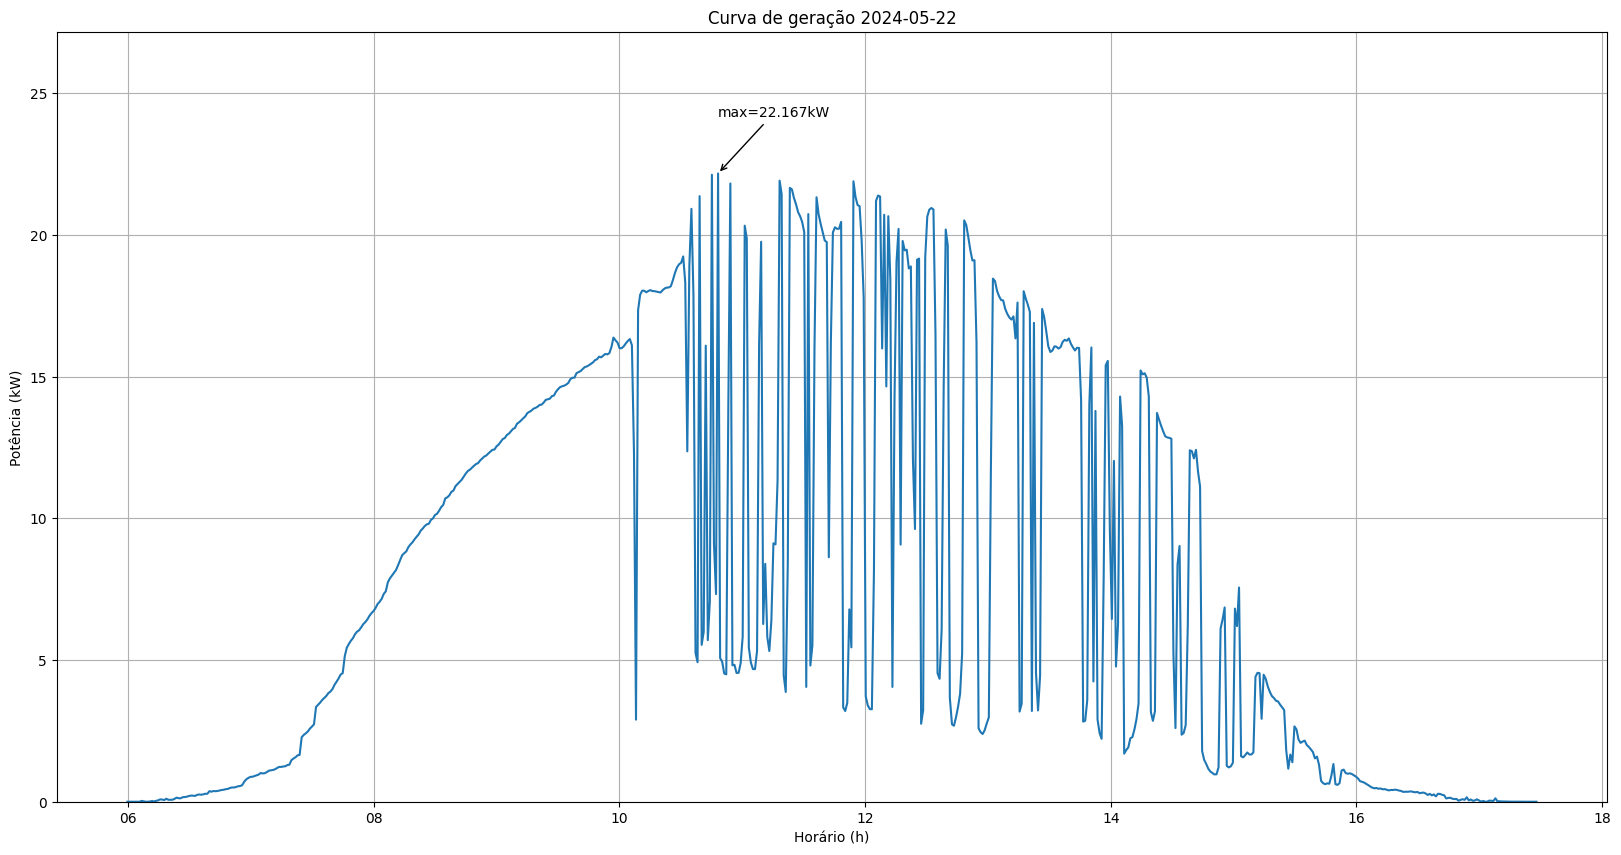 Curva de geração 2024-05-22
25
max=22.167kW
20
15
Potência (kW)
10
5
0
06 08 10 12 14 16 18
Horário (h)